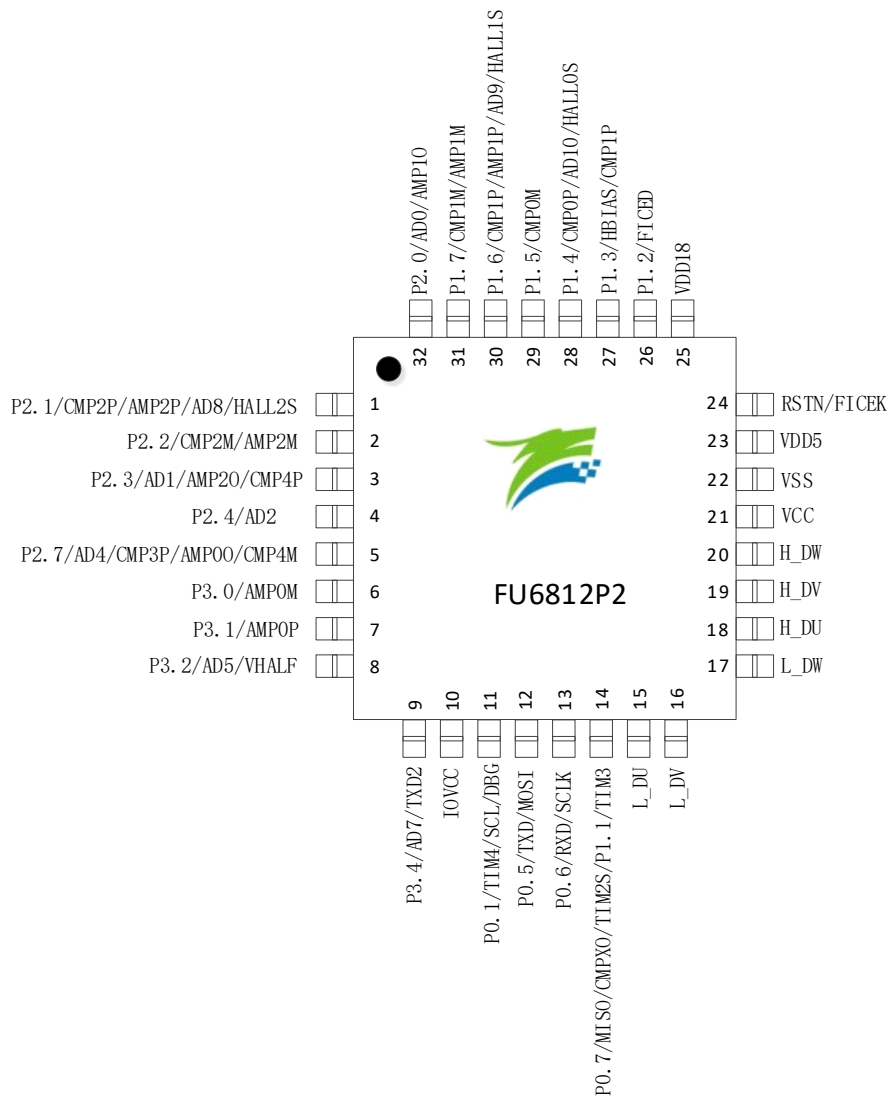 P2.0/AD0/AMP1O
P1.7/CMP1M/AMP1M
P1.6/CMP1P/AMP1P/AD9/HALL1S
P1.5/CMP0M
P1.4/CMP0P/AD10/HALL0S
P1.3/HBIAS/CMP1P
P1.2/FICED
VDD18
32 31 30 29 28 27 26 25
P2.1/CMP2P/AMP2P/AD8/HALL2S 1
P2.2/CMP2M/AMP2M 2
P2.3/AD1/AMP2O/CMP4P 3
P2.4/AD2 4
P2.7/AD4/CMP3P/AMP0O/CMP4M 5
P3.0/AMP0M 6
P3.1/AMP0P 7
P3.2/AD5/VHALF 8
24 RSTN/FICEK
23 VDD5
22 VSS
21 VCC
20 H_DW
19 H_DV
18 H_DU
17 L_DW
FU6812P2
9 10 11 12 13 14 15 16
P3.4/AD7/TXD2
IOVCC
P0.1/TIM4/SCL/DBG
P0.5/TXD/MOSI
P0.6/RXD/SCLK
P0.7/MISO/CMPXO/TIM2S/P1.1/TIM3
L_DU
L_DV